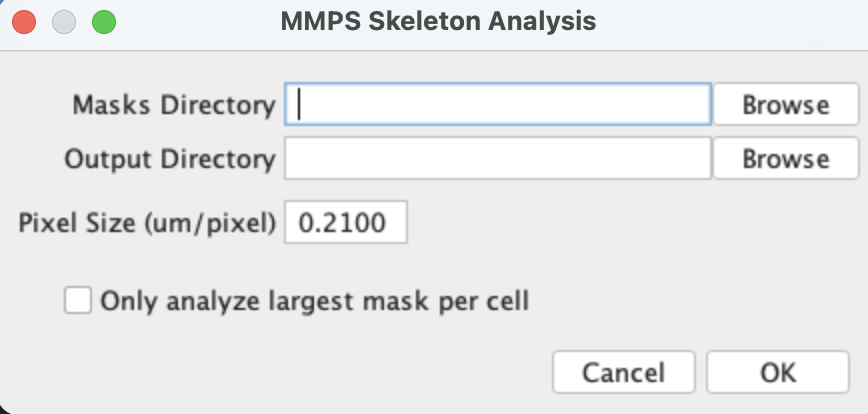 MMPS Skeleton Analysis
Masks Directory Browse
Output Directory Browse
Pixel Size (um/pixel) 0.2100
Only analyze largest mask per cell
Cancel OK